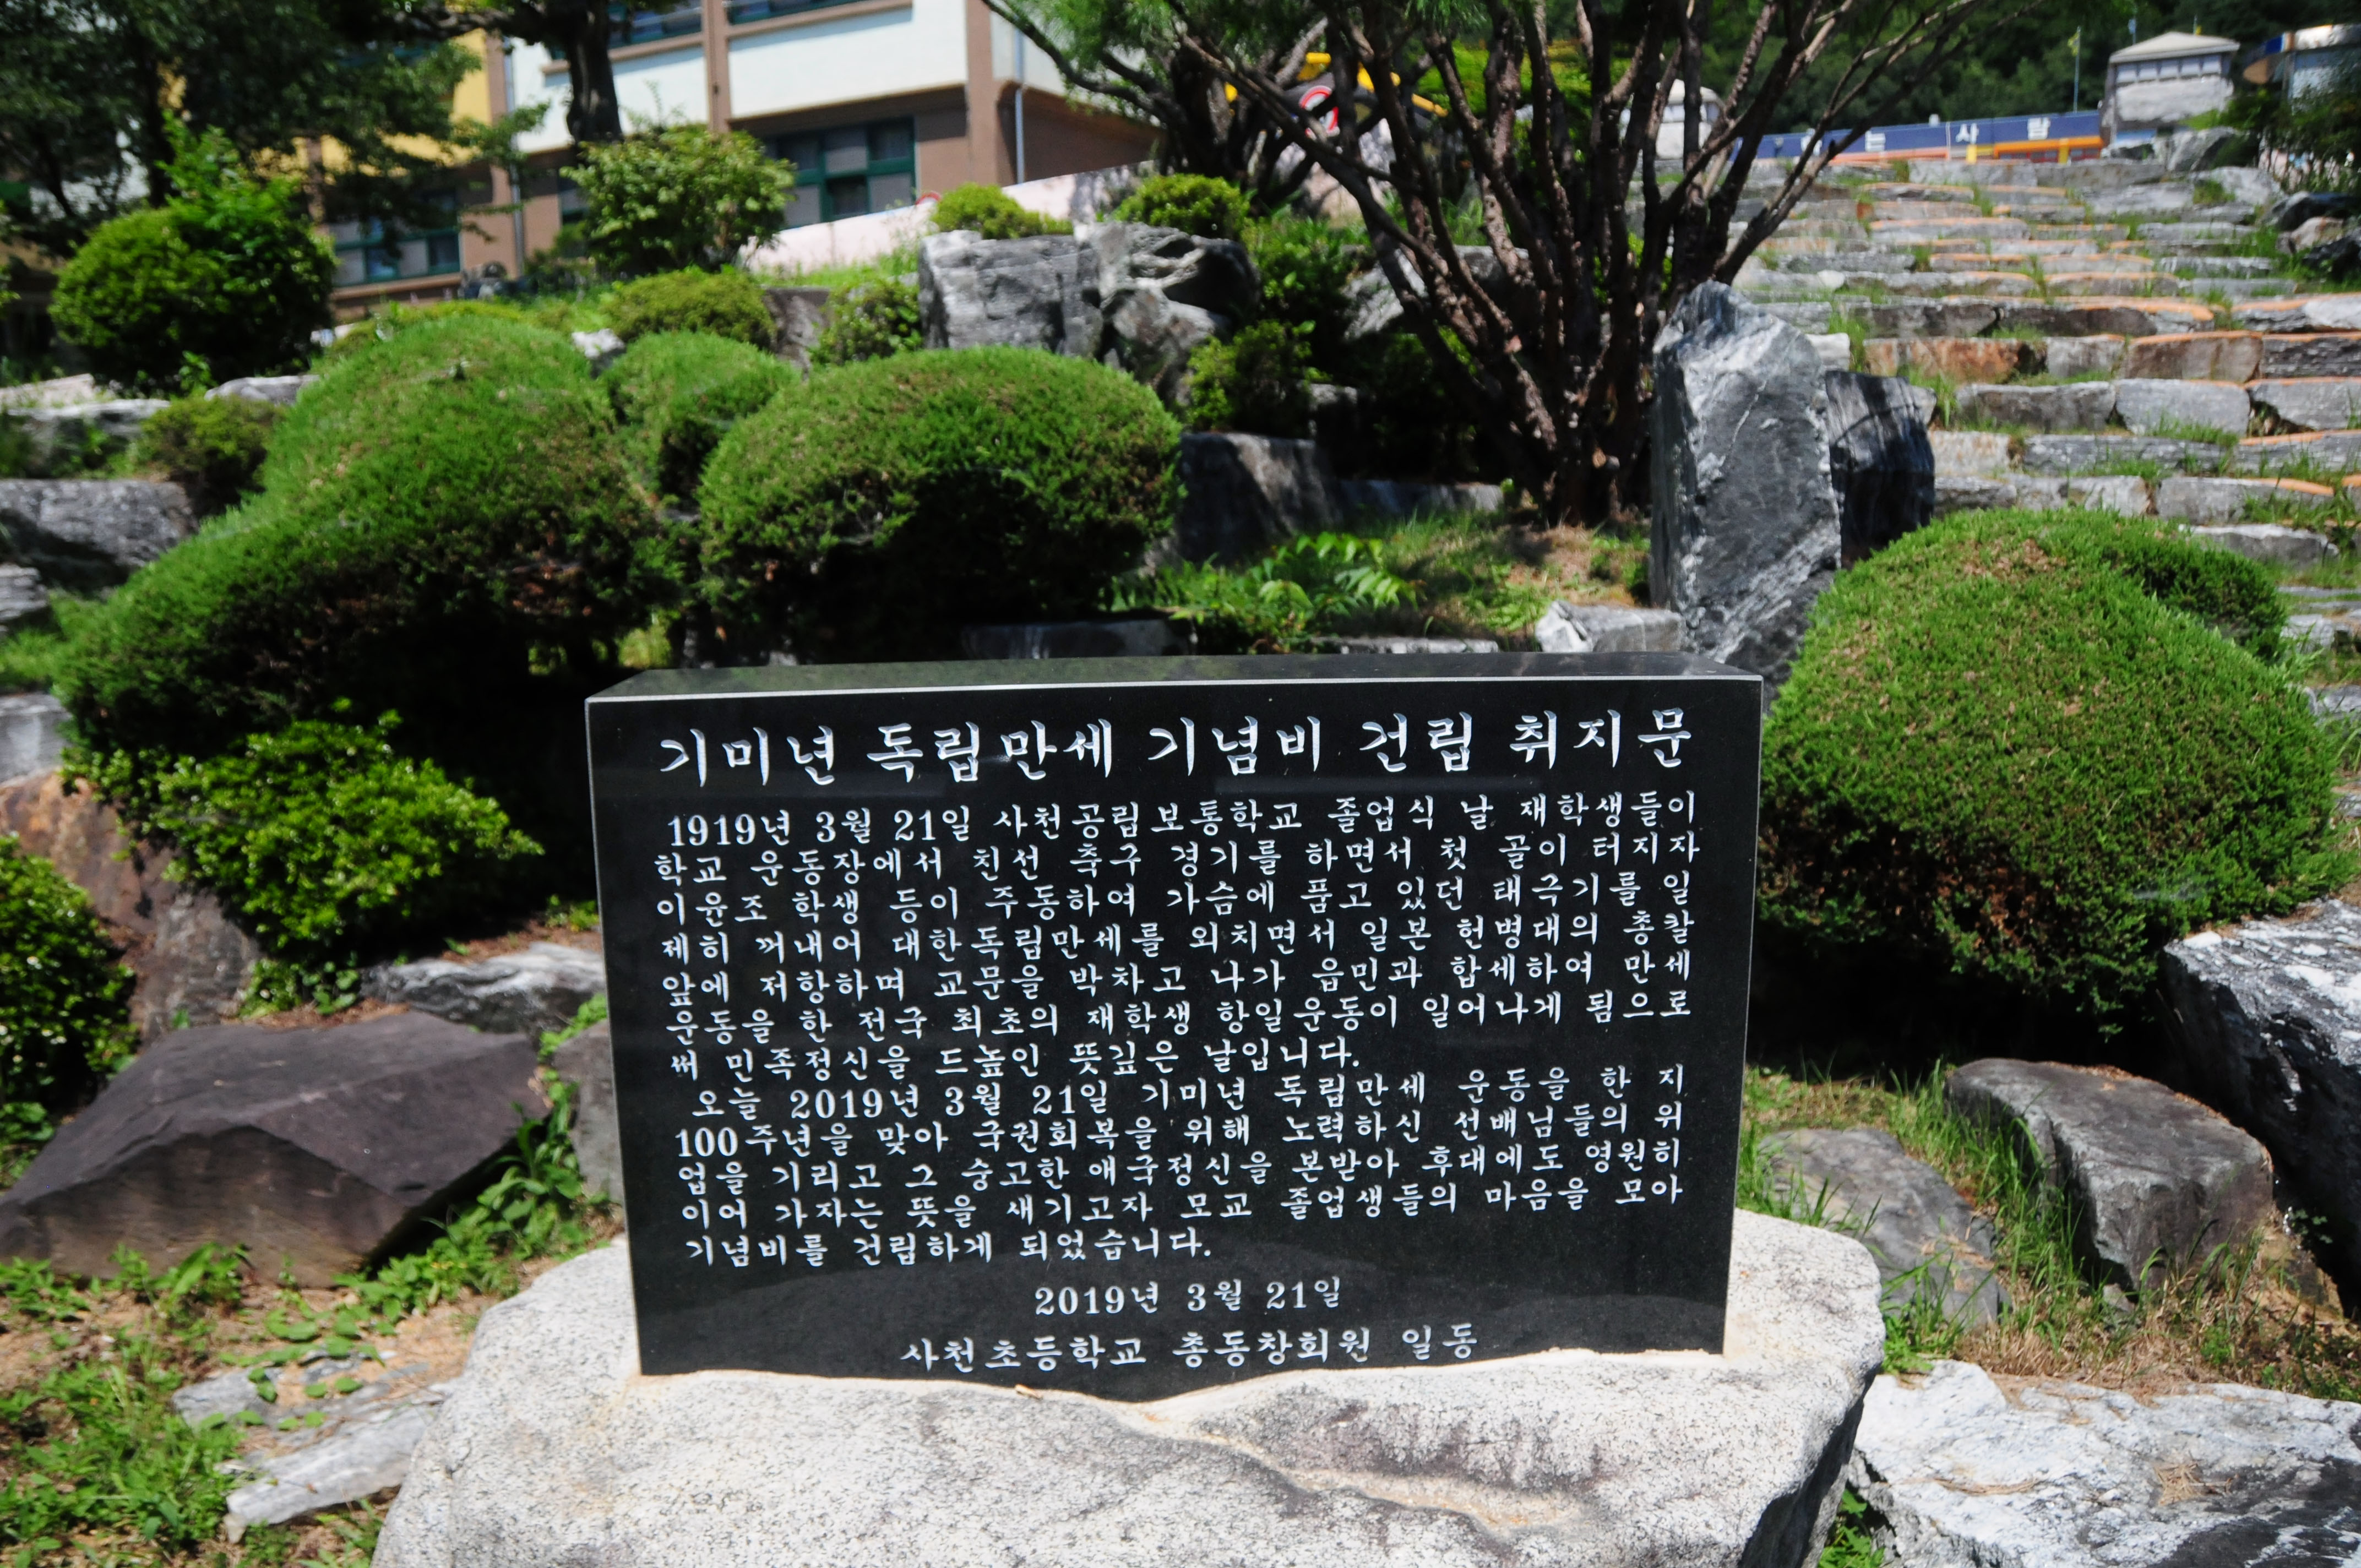 는 사람
기미년 독립만세 기념비 건립 취지문
1919년 3월 21일 사천공립보통학교 졸업식 날 재학생들이
학교 운동장에서 친선 축구 경기를 하면서 첫 골이 터지자
이윤조 학생 등이 주동하여 가슴에 품고 있던 태극기를 일
제히 꺼내어 대한독립만세를 외치면서 일본 헌병대의 총칼
앞에 저항하며 교문을 박차고 나가 읍민과 합세하여 만세
운동을 한 전국 최초의 재학생 항일운동이 일어나게 됨으로
써 민족정신을 드높인 뜻깊은 날입니다.
오늘 2019년 3월 21일 기미년 독립만세 운동을 한 지
100주년을 맞아 국권회복을 위해 노력하신 선배님들의 위
업을 기리고 그 숭고한 애국정신을 본받아 후대에도 영원히
이어 가자는 뜻을 새기고자 모교 졸업생들의 마음을 모아
기념비를 건립하게 되었습니다.
2019년 3월 21일
사천초등학교 총동창회원 일동